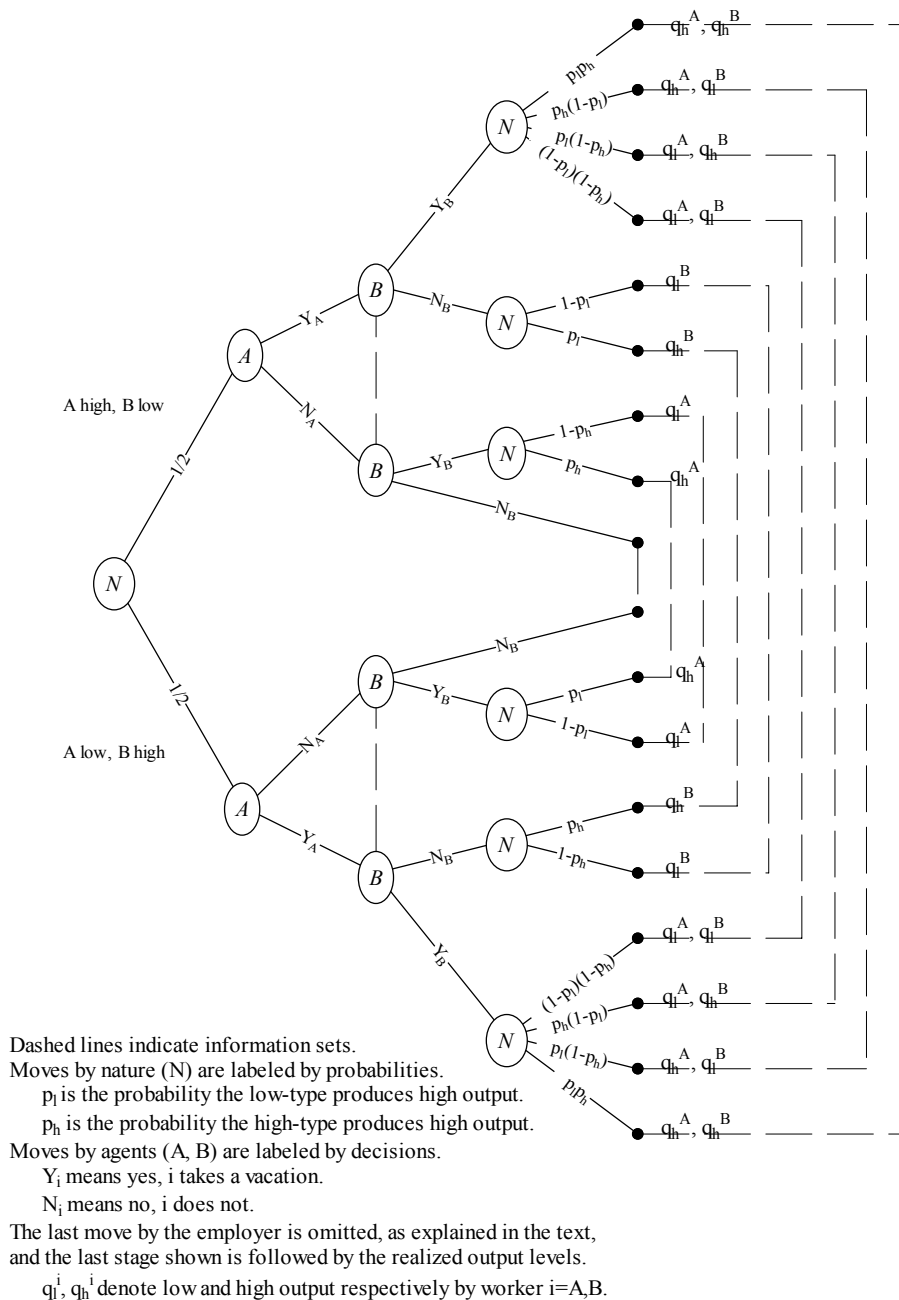 q_h^A, q_h^B
p_lp_h
q_h^A, q_l^B
p_h(1-p_l)
N
p_l(1-p_h)
q_l^A, q_h^B
(1-p_l)(1-p_h)
q_l^A, q_l^B
Y_B
q_l^B
B
N_B
1-p_l
Y_A
N
p_l
q_h^B
A
A high, B low
N_A
q_l^A
1-p_h
B
Y_B
N
p_h
q_h^A
1/2
N_B
N
N_B
q_h^A
B
Y_B
p_l
1/2
N
1-p_l
q_l^A
A low, B high
N_A
q_h^B
A
p_h
Y_A
N_B
N
1-p_h
q_l^B
B
Y_B
q_l^A, q_l^B
(1-p_l)(1-p_h)
q_l^A, q_h^B
p_h(1-p_l)
N
p_l(1-p_h)
q_h^A, q_l^B
p_lp_h
q_h^A, q_h^B
Dashed lines indicate information sets.
Moves by nature (N) are labeled by probabilities.
p_l is the probability the low-type produces high output.
p_h is the probability the high-type produces high output.
Moves by agents (A, B) are labeled by decisions.
Y_i means yes, i takes a vacation.
N_i means no, i does not.
The last move by the employer is omitted, as explained in the text,
and the last stage shown is followed by the realized output levels.
q_l^i, q_h^i denote low and high output respectively by worker i=A,B.